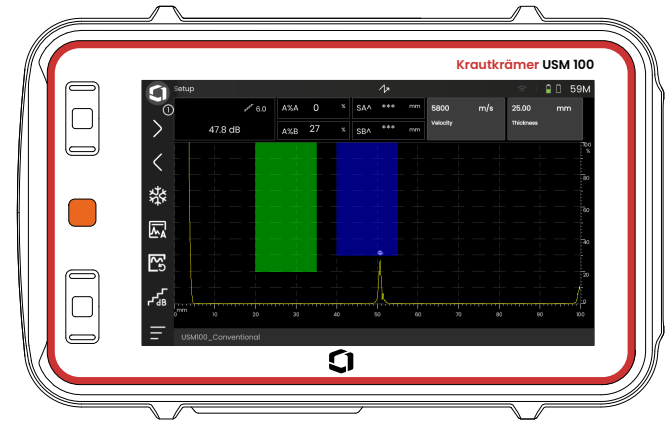 Krautkrämer USM 100
Setup
59M
1
6.0
47.8 dB
A%A 0 %
A%B 27 %
SA^ *** mm
SB^ *** mm
5800 m/s
Velocity
25.00 mm
Thickness
100
%
80
60
40
20
0
A
dB
mm
0 10 20 30 40 50 60 70 80 90 100
USM100_Conventional